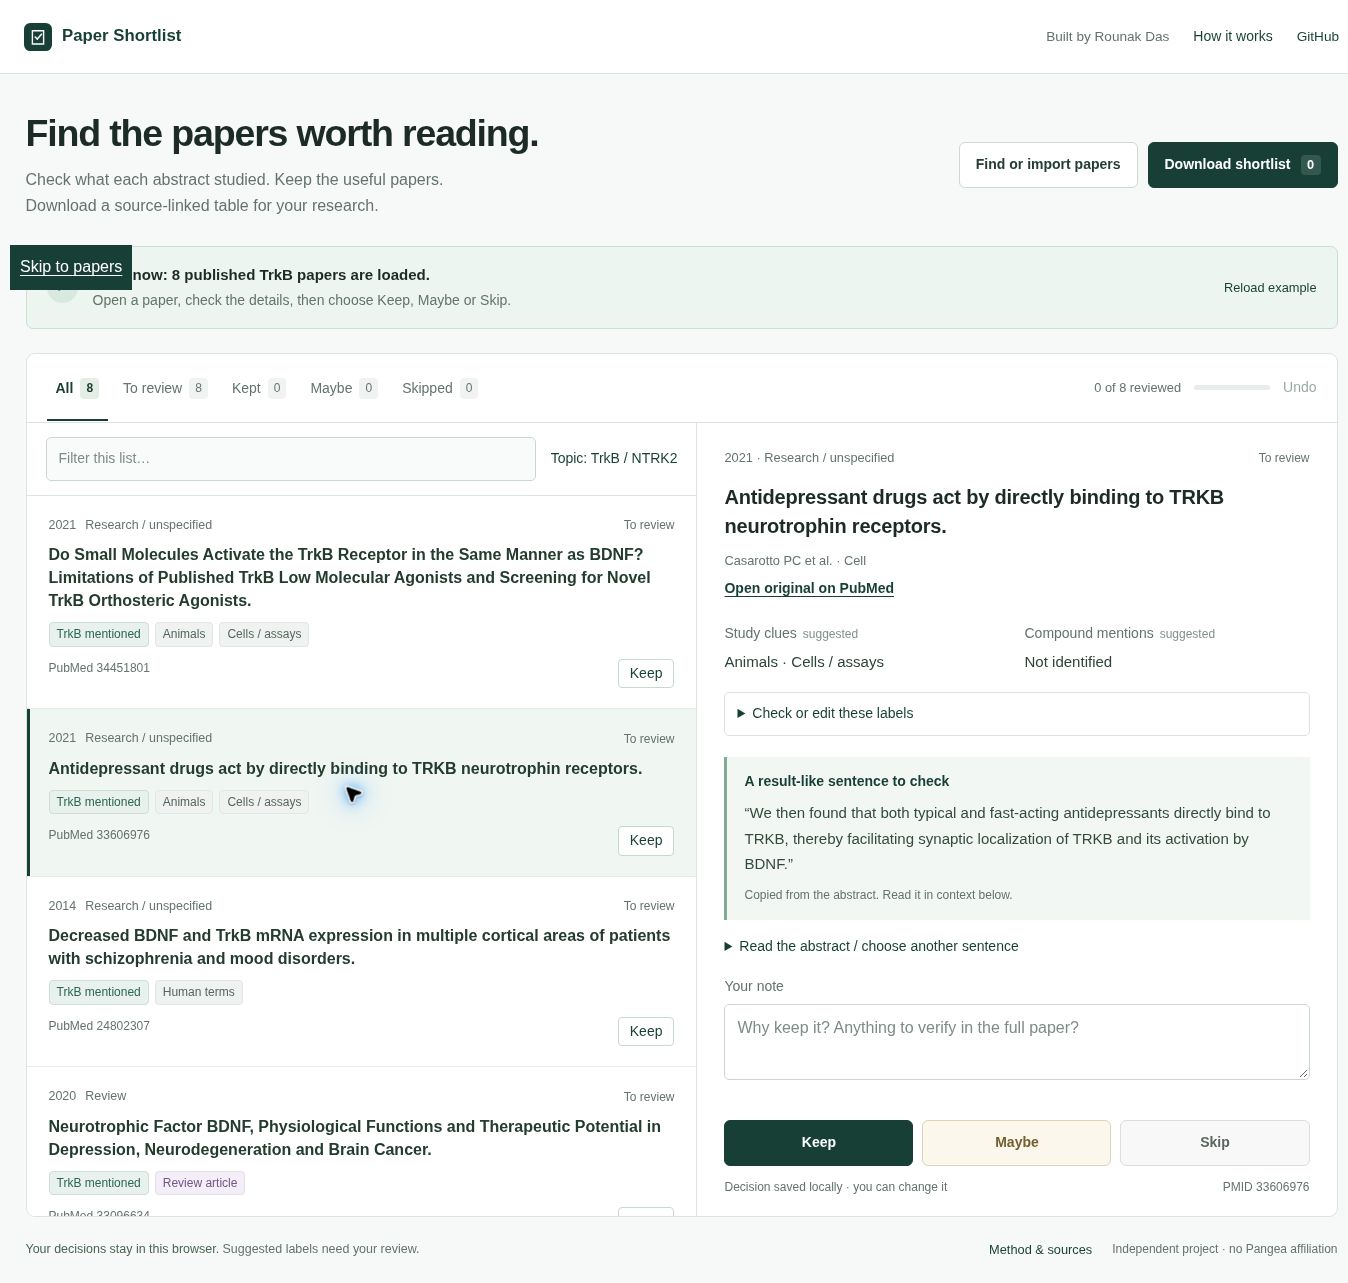 Paper Shortlist
Built by Rounak Das
How it works
GitHub
Find the papers worth reading.
Check what each abstract studied. Keep the useful papers.
Download a source-linked table for your research.
Find or import papers
Download shortlist 0
Skip to papers
now: 8 published TrkB papers are loaded.
Open a paper, check the details, then choose Keep, Maybe or Skip.
Reload example
All 8
To review 8
Kept 0
Maybe 0
Skipped 0
0 of 8 reviewed
Undo
Filter this list…
Topic: TrkB / NTRK2
2021 Research / unspecified
To review
Do Small Molecules Activate the TrkB Receptor in the Same Manner as BDNF?
Limitations of Published TrkB Low Molecular Agonists and Screening for Novel
TrkB Orthosteric Agonists.
TrkB mentioned
Animals
Cells / assays
PubMed 34451801
Keep
2021 Research / unspecified
To review
Antidepressant drugs act by directly binding to TRKB neurotrophin receptors.
TrkB mentioned
Animals
Cells / assays
PubMed 33606976
Keep
2014 Research / unspecified
To review
Decreased BDNF and TrkB mRNA expression in multiple cortical areas of patients
with schizophrenia and mood disorders.
TrkB mentioned
Human terms
PubMed 24802307
Keep
2020 Review
To review
Neurotrophic Factor BDNF, Physiological Functions and Therapeutic Potential in
Depression, Neurodegeneration and Brain Cancer.
TrkB mentioned
Review article
PubMed 33096634
2021 · Research / unspecified
To review
Antidepressant drugs act by directly binding to TRKB
neurotrophin receptors.
Casarotto PC et al. · Cell
Open original on PubMed
Study clues suggested
Animals · Cells / assays
Compound mentions suggested
Not identified
Check or edit these labels
A result-like sentence to check
“We then found that both typical and fast-acting antidepressants directly bind to
TRKB, thereby facilitating synaptic localization of TRKB and its activation by
BDNF.”
Copied from the abstract. Read it in context below.
Read the abstract / choose another sentence
Your note
Why keep it? Anything to verify in the full paper?
Keep
Maybe
Skip
Decision saved locally · you can change it
PMID 33606976
Your decisions stay in this browser. Suggested labels need your review.
Method & sources
Independent project · no Pangea affiliation